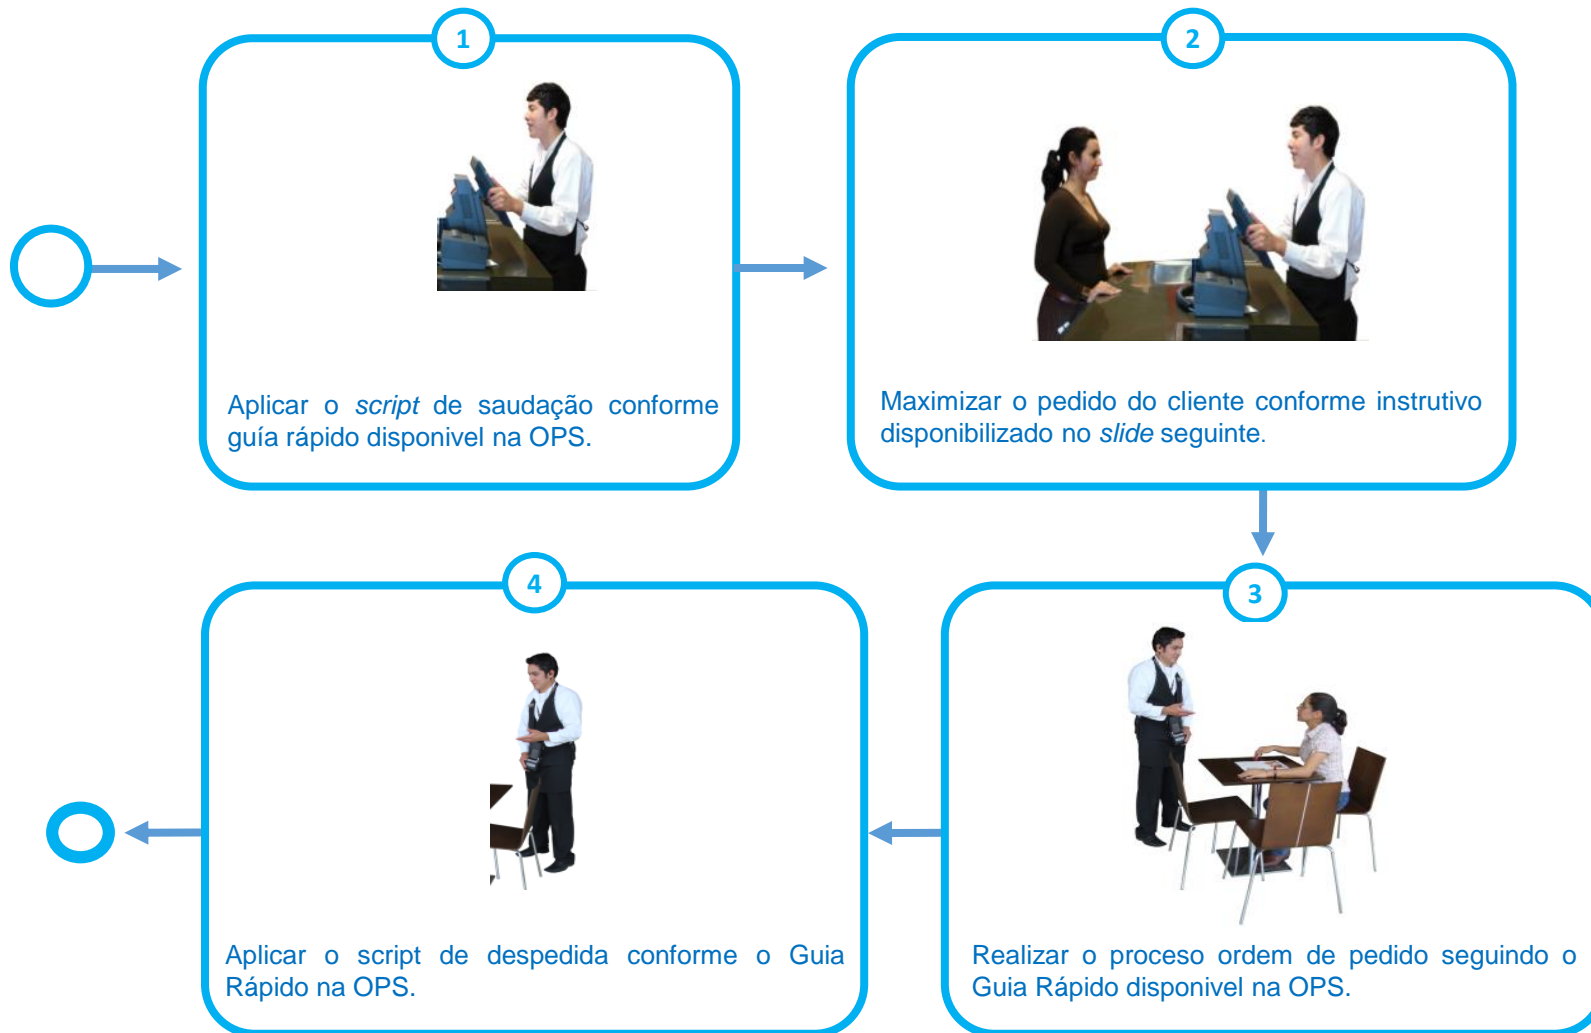 1
Aplicar o script de saudação conforme
guía rápido disponivel na OPS.
2
Maximizar o pedido do cliente conforme instrutivo
disponibilizado no slide seguinte.
3
Realizar o proceso ordem de pedido seguindo o
Guia Rápido disponivel na OPS.
4
Aplicar o script de despedida conforme o Guia
Rápido na OPS.